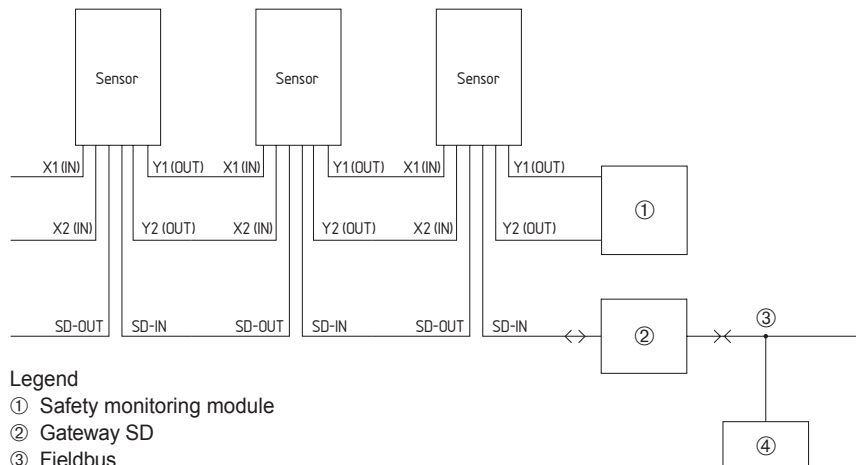 Sensor Sensor Sensor
X1 (IN) Y1 (OUT) X1 (IN) Y1 (OUT) X1 (IN) Y1 (OUT)
①
X2 (IN) Y2 (OUT) X2 (IN) Y2 (OUT) X2 (IN) Y2 (OUT)
③
SD-OUT SD-IN SD-OUT SD-IN SD-OUT SD-IN
②
Legend
① Safety monitoring module
② Gateway SD
③ Fieldbus
④